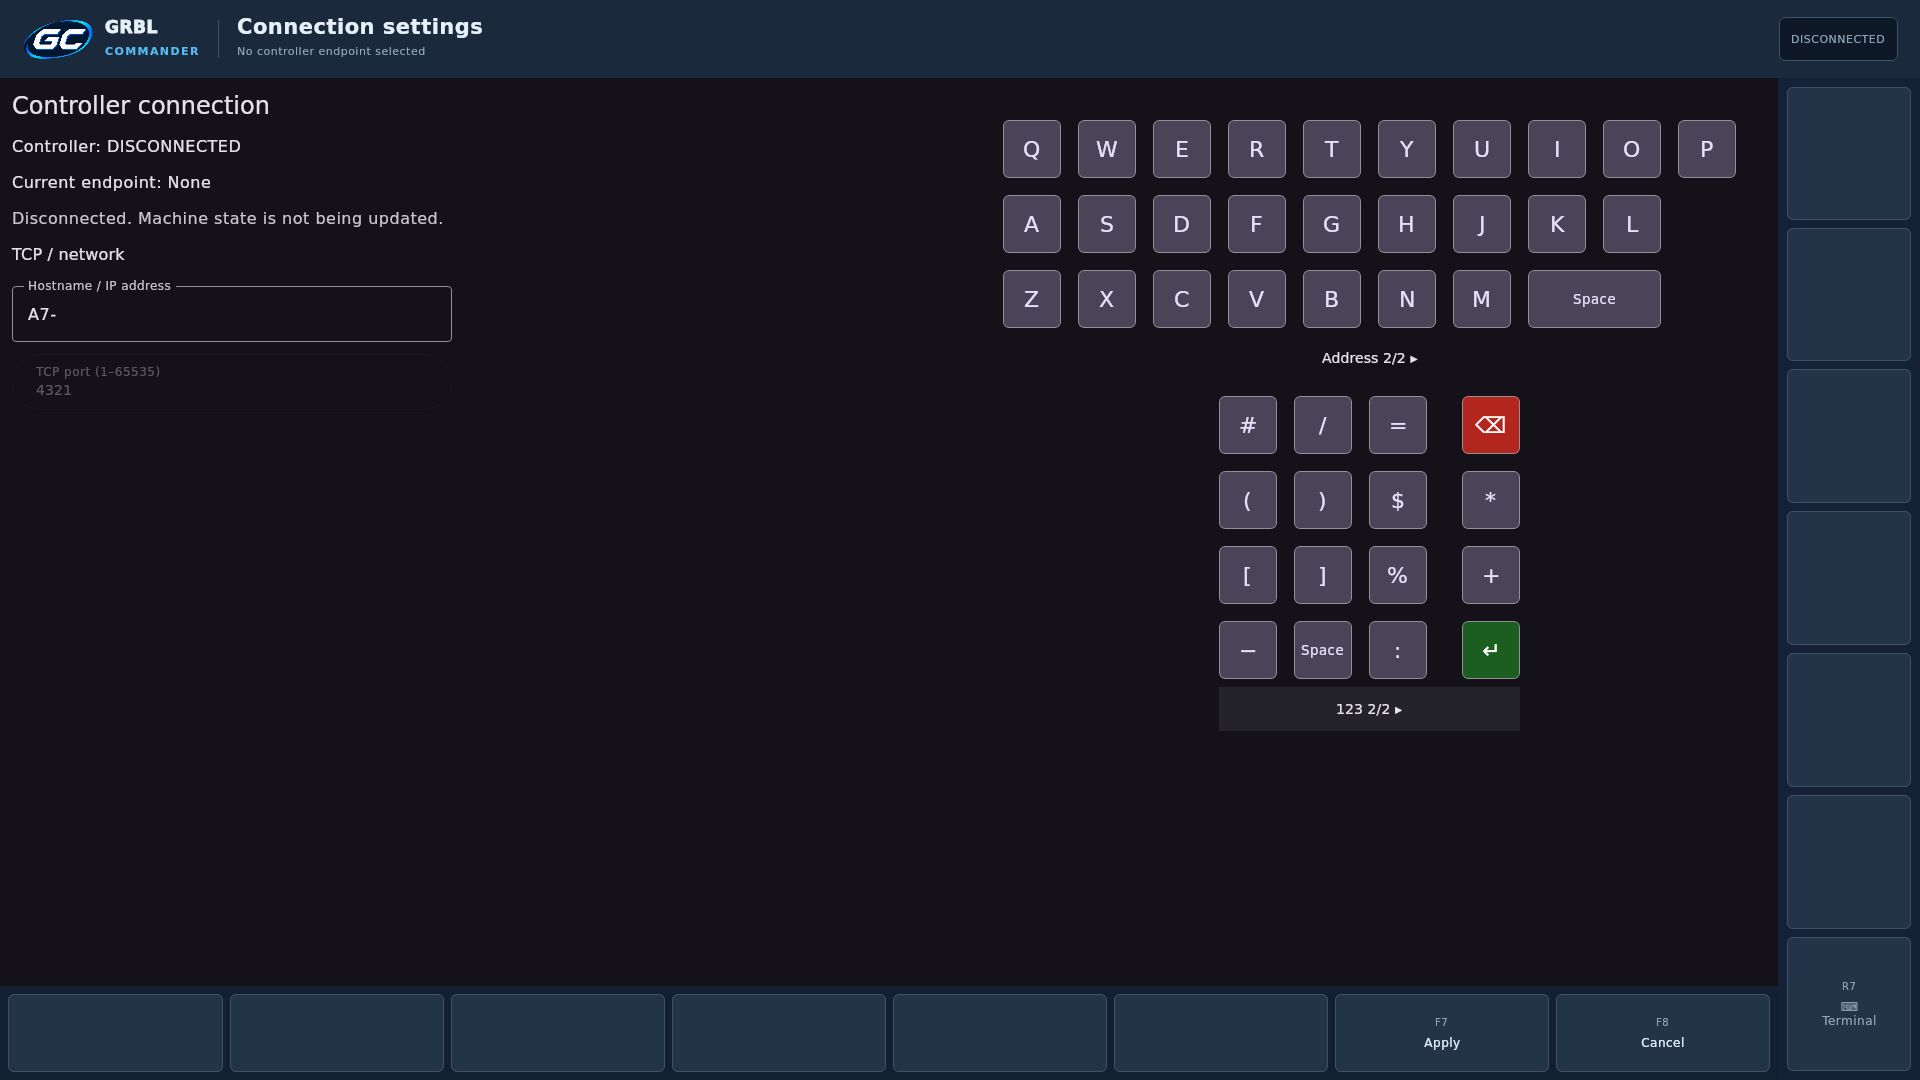 GC
GRBL
COMMANDER
Connection settings
No controller endpoint selected
DISCONNECTED
Controller connection
Controller: DISCONNECTED
Current endpoint: None
Disconnected. Machine state is not being updated.
TCP / network
Hostname / IP address
A7-
TCP port (1–65535)
4321
Q W E R T Y U I O P
A S D F G H J K L
Z X C V B N M Space
Address 2/2 ▸
# / = ⌫
( ) $ *
[ ] % +
− Space : ↵
123 2/2 ▸
F7
Apply
F8
Cancel
R7
⌨
Terminal